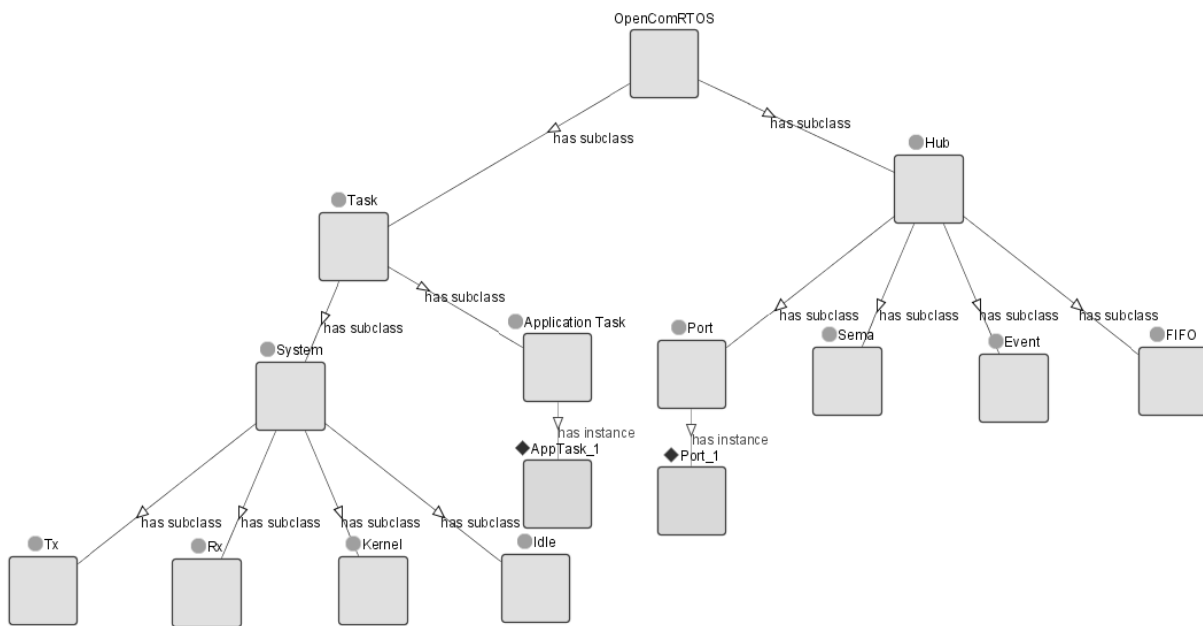 OpenComRTOS
has subclass
has subclass
Hub
Task
has subclass
has subclass
has subclass
has subclass
has subclass
has subclass
Application Task
Port
Sema
Event
FIFO
System
has instance
has instance
AppTask_1
Port_1
has subclass
has subclass
has subclass
has subclass
Tx
Rx
Kernel
Idle